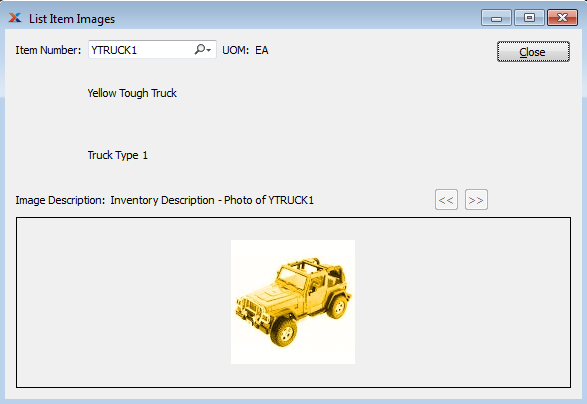 List Item Images
Item Number: YTRUCK1 UOM: EA
Close
Yellow Tough Truck
Truck Type 1
Image Description: Inventory Description - Photo of YTRUCK1 << >>